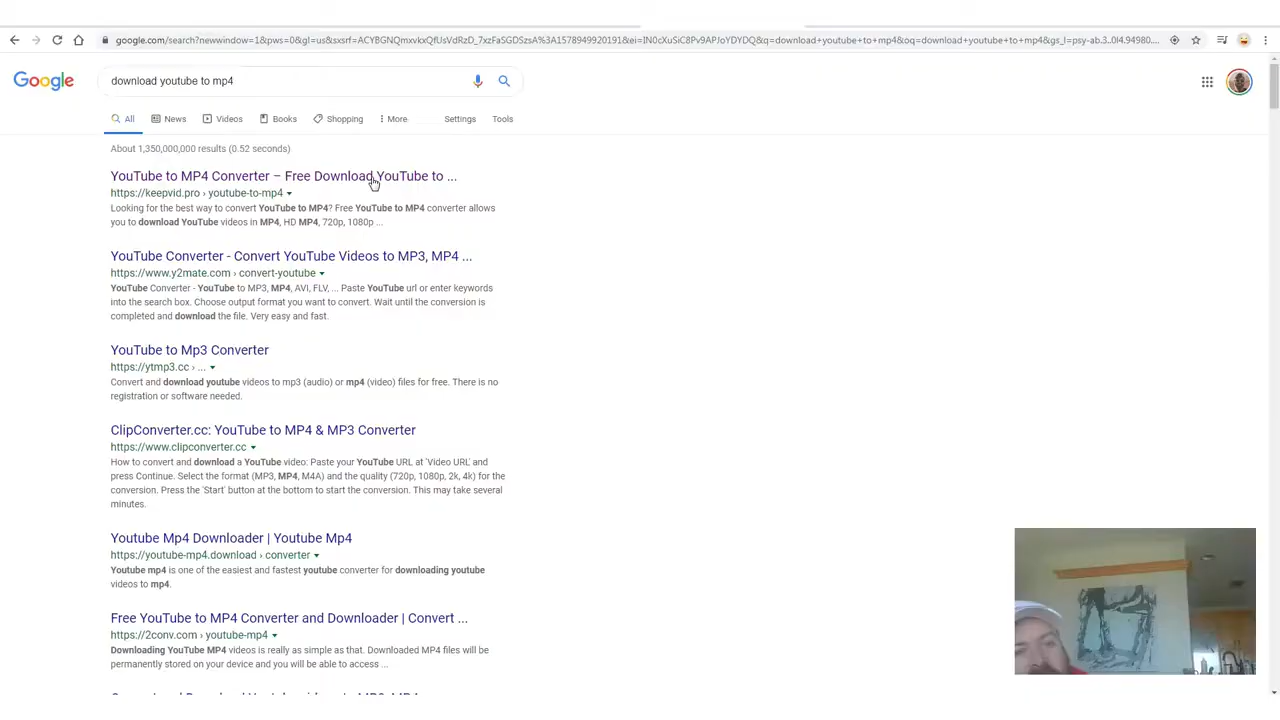 google.com/search?newwindow=1&pws=0&gl=us&sxsrf=ACYBGNQmxvkxQfUsVdRzD_7xzFaSGDSzsA%3A1578949920191&ei=IN0cXuSiC8Pv9APJoYDYDQ&q=download+youtube+to+mp4&oq=download+youtube+to+mp4&gs_l=psy-ab.3..0l4.94980....
Google
download youtube to mp4
All News Videos Books Shopping More Settings Tools
About 1,350,000,000 results (0.52 seconds)
YouTube to MP4 Converter – Free Download YouTube to ...
https://keepvid.pro › youtube-to-mp4
Looking for the best way to convert YouTube to MP4? Free YouTube to MP4 converter allows
you to download YouTube videos in MP4, HD MP4, 720p, 1080p ...
YouTube Converter - Convert YouTube Videos to MP3, MP4 ...
https://www.y2mate.com › convert-youtube
YouTube Converter - YouTube to MP3, MP4, AVI, FLV, ... Paste YouTube url or enter keywords
into the search box. Choose output format you want to convert. Wait until the conversion is
completed and download the file. Very easy and fast.
YouTube to Mp3 Converter
https://ytmp3.cc › ...
Convert and download youtube videos to mp3 (audio) or mp4 (video) files for free. There is no
registration or software needed.
ClipConverter.cc: YouTube to MP4 & MP3 Converter
https://www.clipconverter.cc
How to convert and download a YouTube video: Paste your YouTube URL at 'Video URL' and
press Continue. Select the format (MP3, MP4, M4A) and the quality (720p, 1080p, 2k, 4k) for the
conversion. Press the 'Start' button at the bottom to start the conversion. This may take several
minutes.
Youtube Mp4 Downloader | Youtube Mp4
https://youtube-mp4.download › converter
Youtube mp4 is one of the easiest and fastest youtube converter for downloading youtube
videos to mp4.
Free YouTube to MP4 Converter and Downloader | Convert ...
https://2conv.com › youtube-mp4
Downloading YouTube MP4 videos is really as simple as that. Downloaded MP4 files will be
permanently stored on your device and you will be able to access ...